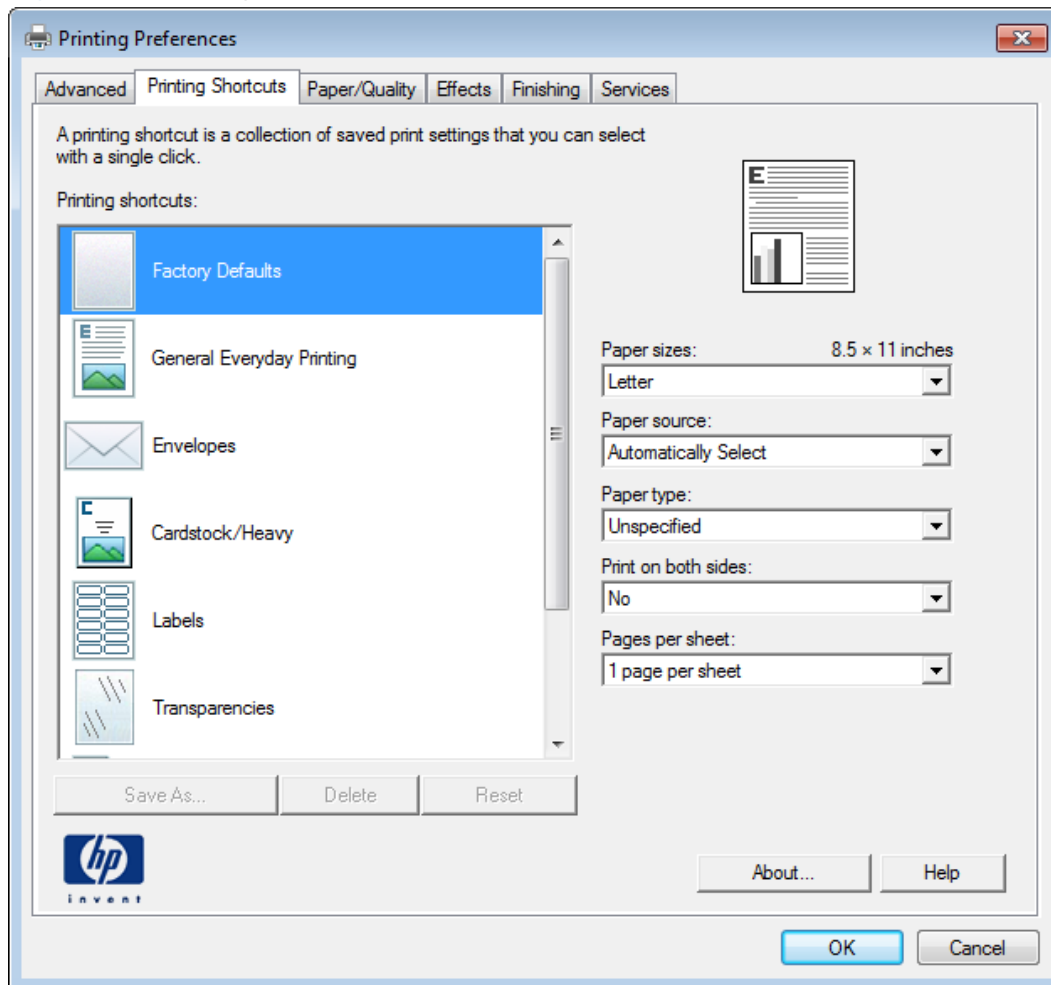 Printing Preferences
Advanced Printing Shortcuts Paper/Quality Effects Finishing Services
A printing shortcut is a collection of saved print settings that you can select
with a single click.
Printing shortcuts:
Factory Defaults
General Everyday Printing
Envelopes
Cardstock/Heavy
Labels
Transparencies
Save As... Delete Reset
E
Paper sizes: 8.5 × 11 inches
Letter
Paper source:
Automatically Select
Paper type:
Unspecified
Print on both sides:
No
Pages per sheet:
1 page per sheet
hp
invent
About... Help
OK Cancel